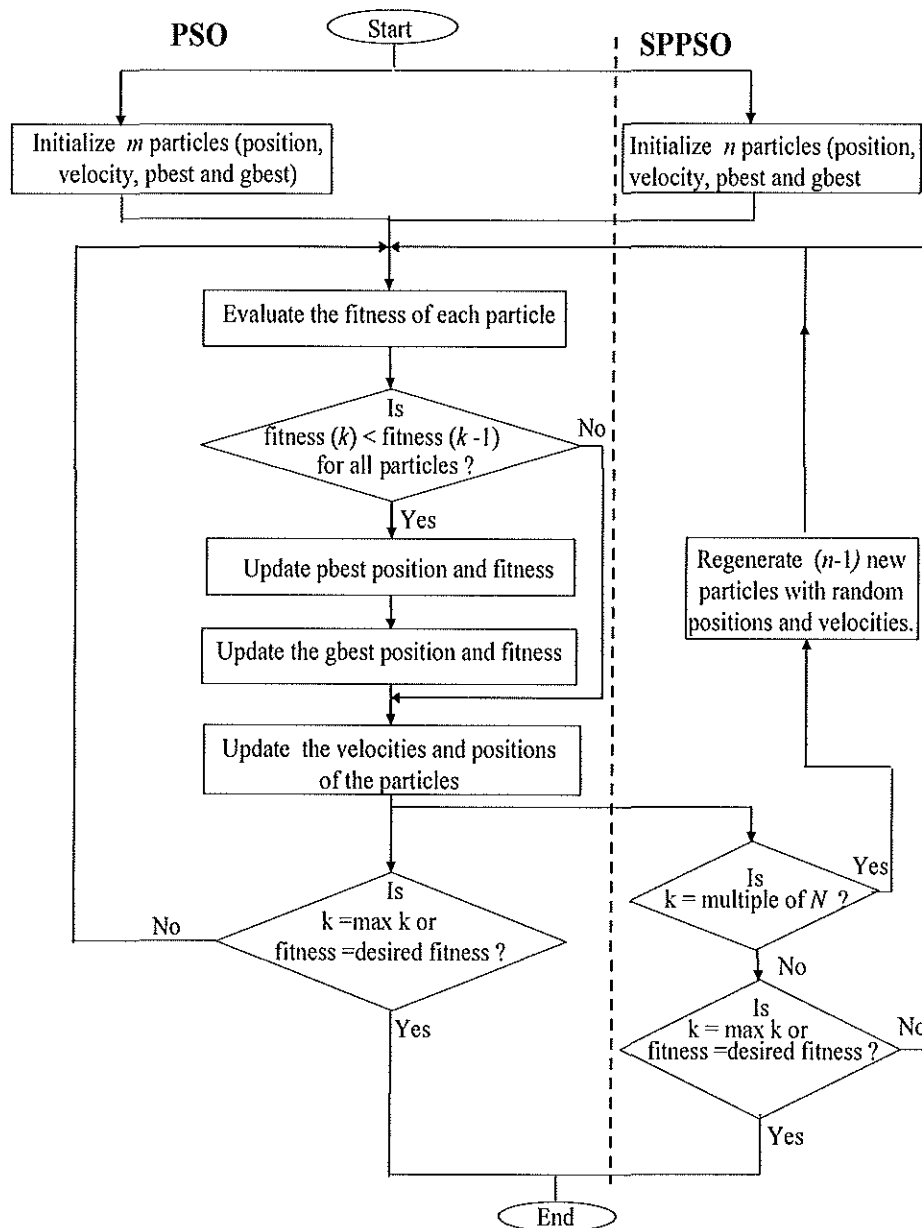 PSO
Start
SPPSO
Initialize m particles (position,
velocity, pbest and gbest)
Initialize n particles (position,
velocity, pbest and gbest
Evaluate the fitness of each particle
Is
fitness (k) < fitness (k -1)
for all particles ?
No
Yes
Update pbest position and fitness
Update the gbest position and fitness
Update the velocities and positions
of the particles
Regenerate (n-1) new
particles with random
positions and velocities.
Is
k = multiple of N ?
Yes
No
Is
k =max k or
fitness =desired fitness ?
No
Yes
Is
k = max k or
fitness =desired fitness ?
No
Yes
End